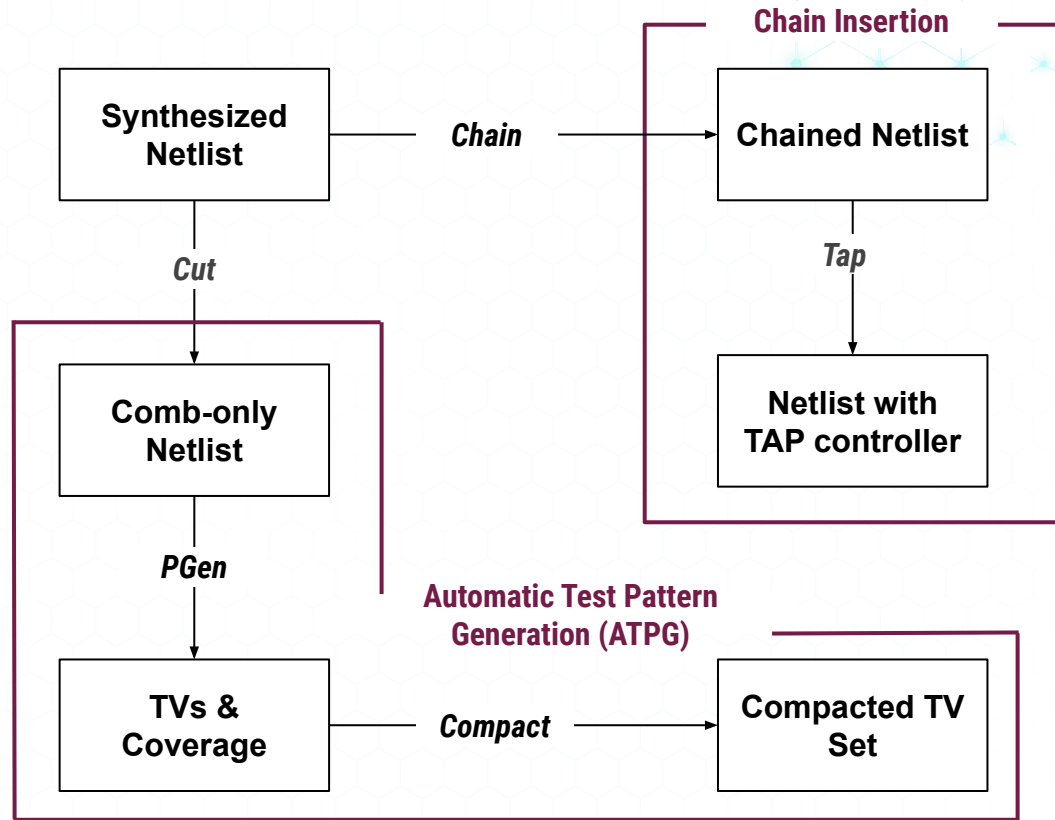 Chain Insertion
Synthesized
Netlist
Chain
Chained Netlist
Cut
Tap
Comb-only
Netlist
Netlist with
TAP controller
PGen
Automatic Test Pattern
Generation (ATPG)
TVs &
Coverage
Compact
Compacted TV
Set